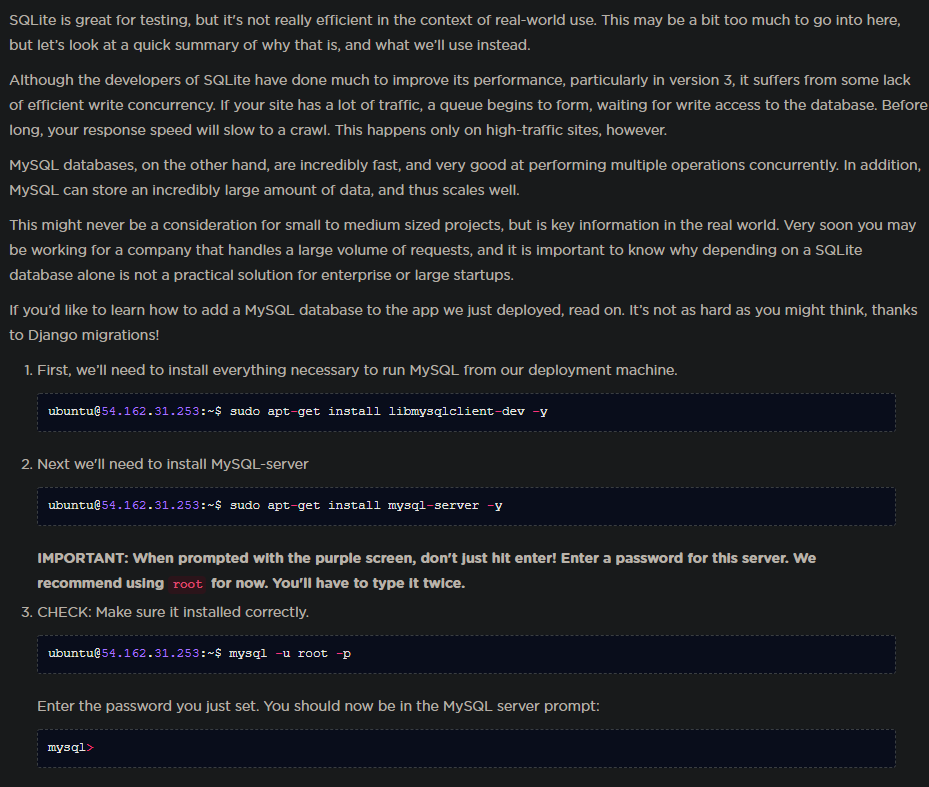 SQLite is great for testing, but it's not really efficient in the context of real-world use. This may be a bit too much to go into here,
but let's look at a quick summary of why that is, and what we'll use instead.
Although the developers of SQLite have done much to improve its performance, particularly in version 3, it suffers from some lack
of efficient write concurrency. If your site has a lot of traffic, a queue begins to form, waiting for write access to the database. Before
long, your response speed will slow to a crawl. This happens only on high-traffic sites, however.
MySQL databases, on the other hand, are incredibly fast, and very good at performing multiple operations concurrently. In addition,
MySQL can store an incredibly large amount of data, and thus scales well.
This might never be a consideration for small to medium sized projects, but is key information in the real world. Very soon you may
be working for a company that handles a large volume of requests, and it is important to know why depending on a SQLite
database alone is not a practical solution for enterprise or large startups.
If you'd like to learn how to add a MySQL database to the app we just deployed, read on. It's not as hard as you might think, thanks
to Django migrations!
1. First, we'll need to install everything necessary to run MySQL from our deployment machine.
ubuntu@54.162.31.253:~$ sudo apt-get install libmysqlclient-dev -y
2. Next we'll need to install MySQL-server
ubuntu@54.162.31.253:~$ sudo apt-get install mysql-server -y
IMPORTANT: When prompted with the purple screen, don't just hit enter! Enter a password for this server. We
recommend using root for now. You'll have to type it twice.
3. CHECK: Make sure it installed correctly.
ubuntu@54.162.31.253:~$ mysql -u root -p
Enter the password you just set. You should now be in the MySQL server prompt:
mysql>